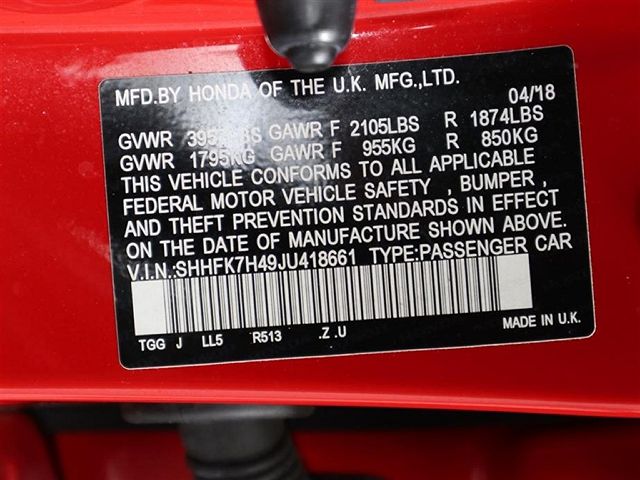 MFD.BY HONDA OF THE U.K. MFG.,LTD. 04/18
GVWR GAWR F 2105LBS R 1874LBS
GVWR 1795KG GAWR F 955KG R 850KG
THIS VEHICLE CONFORMS TO ALL APPLICABLE
FEDERAL MOTOR VEHICLE SAFETY , BUMPER ,
AND THEFT PREVENTION STANDARDS IN EFFECT
ON THE DATE OF MANUFACTURE SHOWN ABOVE.
V.I.N.:SHHFK7H49JU418661 TYPE:PASSENGER CAR
TGG J LL5 R513 .Z .U MADE IN U.K.